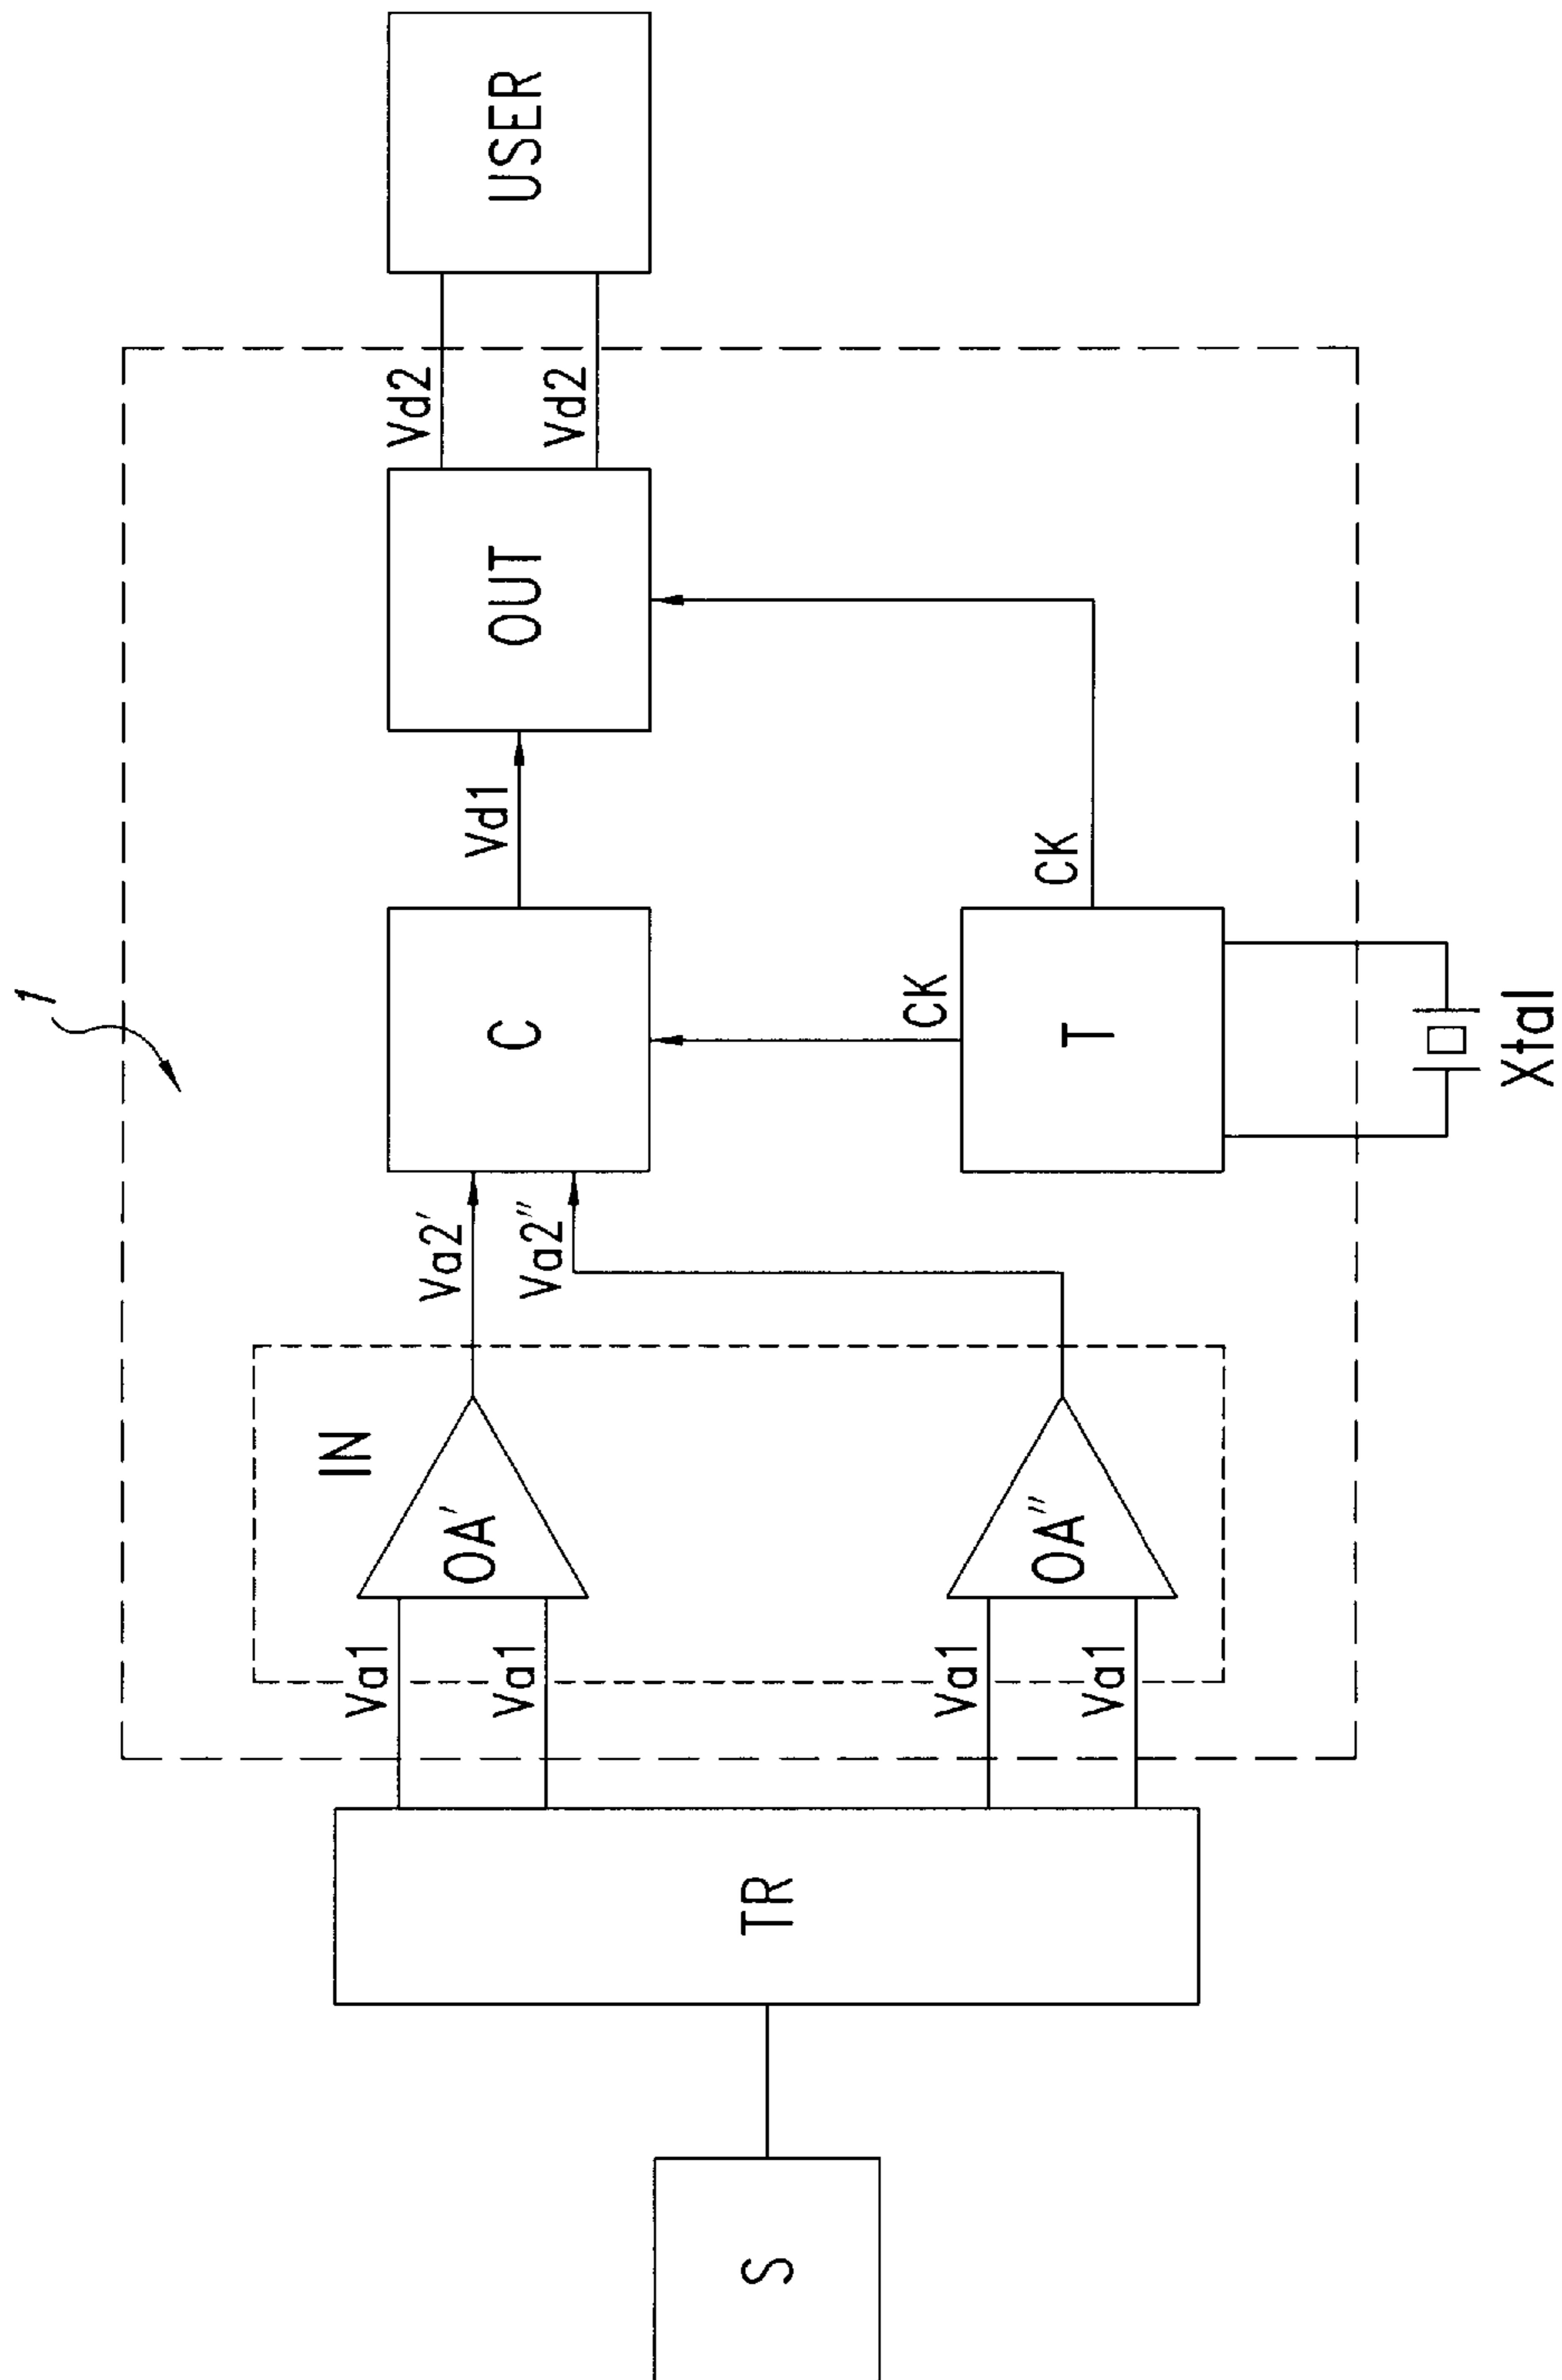 1
S
TR
Va1
Va1
Va1
Va1
IN
OA'
OA"
Va2'
Va2"
C
CK
T
CK
Xtal
Vd1
OUT
Vd2
Vd2
USER